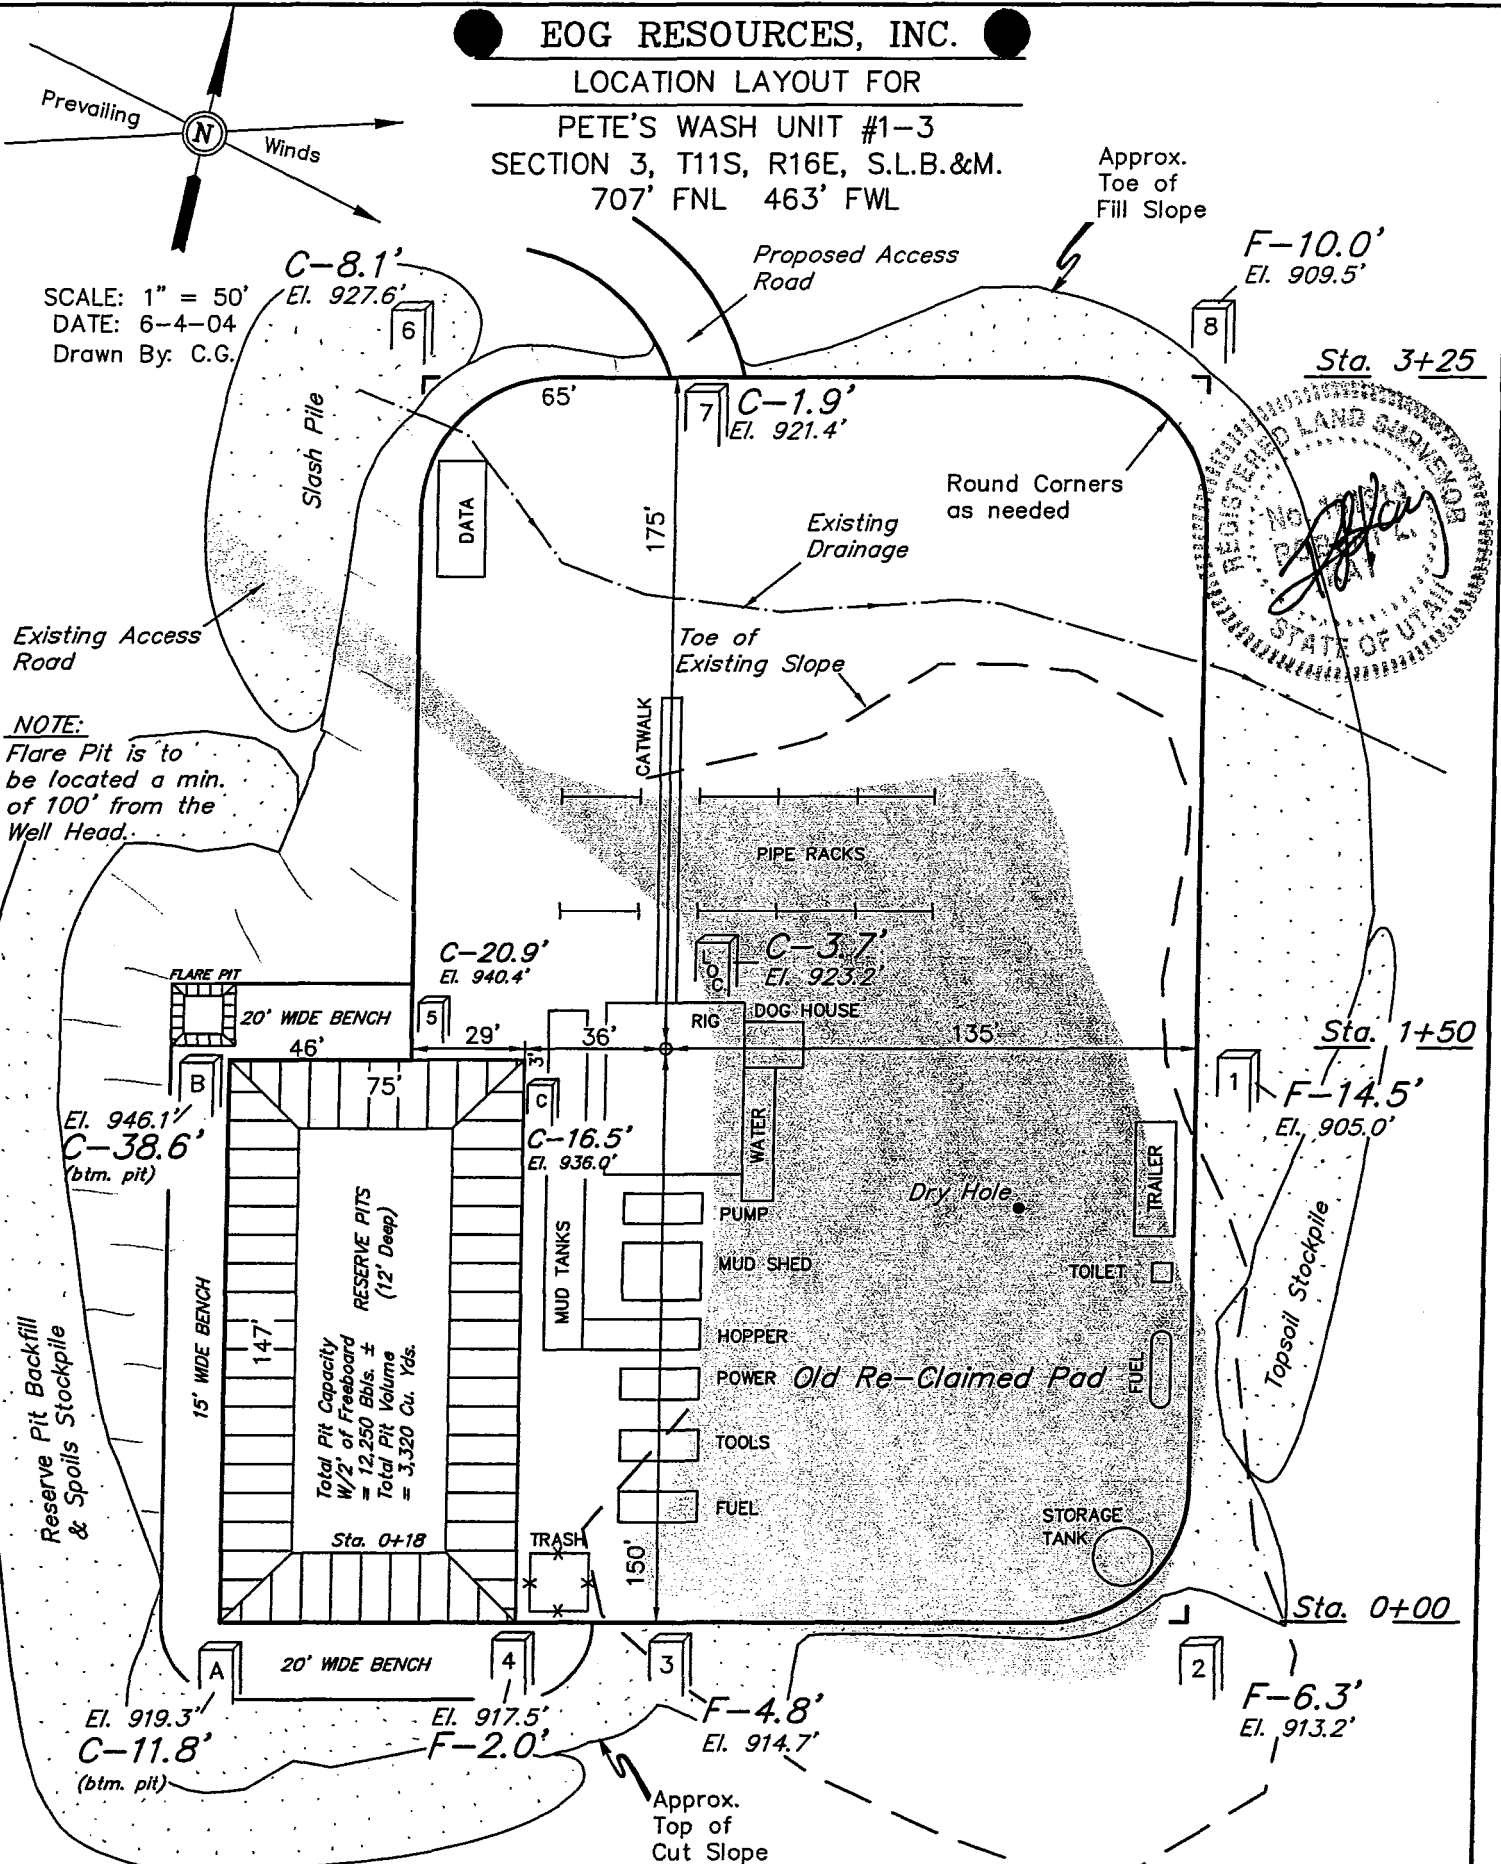 EOG RESOURCES, INC.
LOCATION LAYOUT FOR
PETE'S WASH UNIT #1-3
SECTION 3, T11S, R16E, S.L.B.&M.
707' FNL 463' FWL
Prevailing
N
Winds
SCALE: 1" = 50'
DATE: 6-4-04
Drawn By: C.G.
Approx.
Toe of
Fill Slope
Proposed Access
Road
C-8.1'
El. 927.6'
6
F-10.0'
El. 909.5'
8
Sta. 3+25
65'
7
C-1.9'
El. 921.4'
Slash Pile
DATA
175'
Round Corners
as needed
Existing
Drainage
REGISTERED LAND SURVEYOR
No.
STATE OF UTAH
Existing Access
Road
Toe of
Existing Slope
NOTE:
Flare Pit is to
be located a min.
of 100' from the
Well Head.
CATWALK
PIPE RACKS
C-20.9'
El. 940.4'
LOC.
C-3.7'
El. 923.2'
FLARE PIT
20' WIDE BENCH
5
RIG
DOG HOUSE
46'
29'
36'
135'
Sta. 1+50
3'
B
75'
C
1
F-14.5'
El. 905.0'
El. 946.1'
C-38.6'
(btm. pit)
C-16.5'
El. 936.0'
WATER
TRAILER
Dry Hole
RESERVE PITS
(12' Deep)
PUMP
MUD TANKS
MUD SHED
TOILET
Topsoil Stockpile
15' WIDE BENCH
147'
Total Pit Capacity
W/2' of Freeboard
= 12,250 Bbls. ±
Total Pit Volume
= 3,320 Cu. Yds.
HOPPER
POWER
Old Re-Claimed Pad
FUEL
Reserve Pit Backfill
& Spoils Stockpile
TOOLS
FUEL
STORAGE
TANK
Sta. 0+18
TRASH
150'
Sta. 0+00
A
20' WIDE BENCH
4
3
2
El. 919.3'
C-11.8'
(btm. pit)
El. 917.5'
F-2.0'
F-4.8'
El. 914.7'
F-6.3'
El. 913.2'
Approx.
Top of
Cut Slope